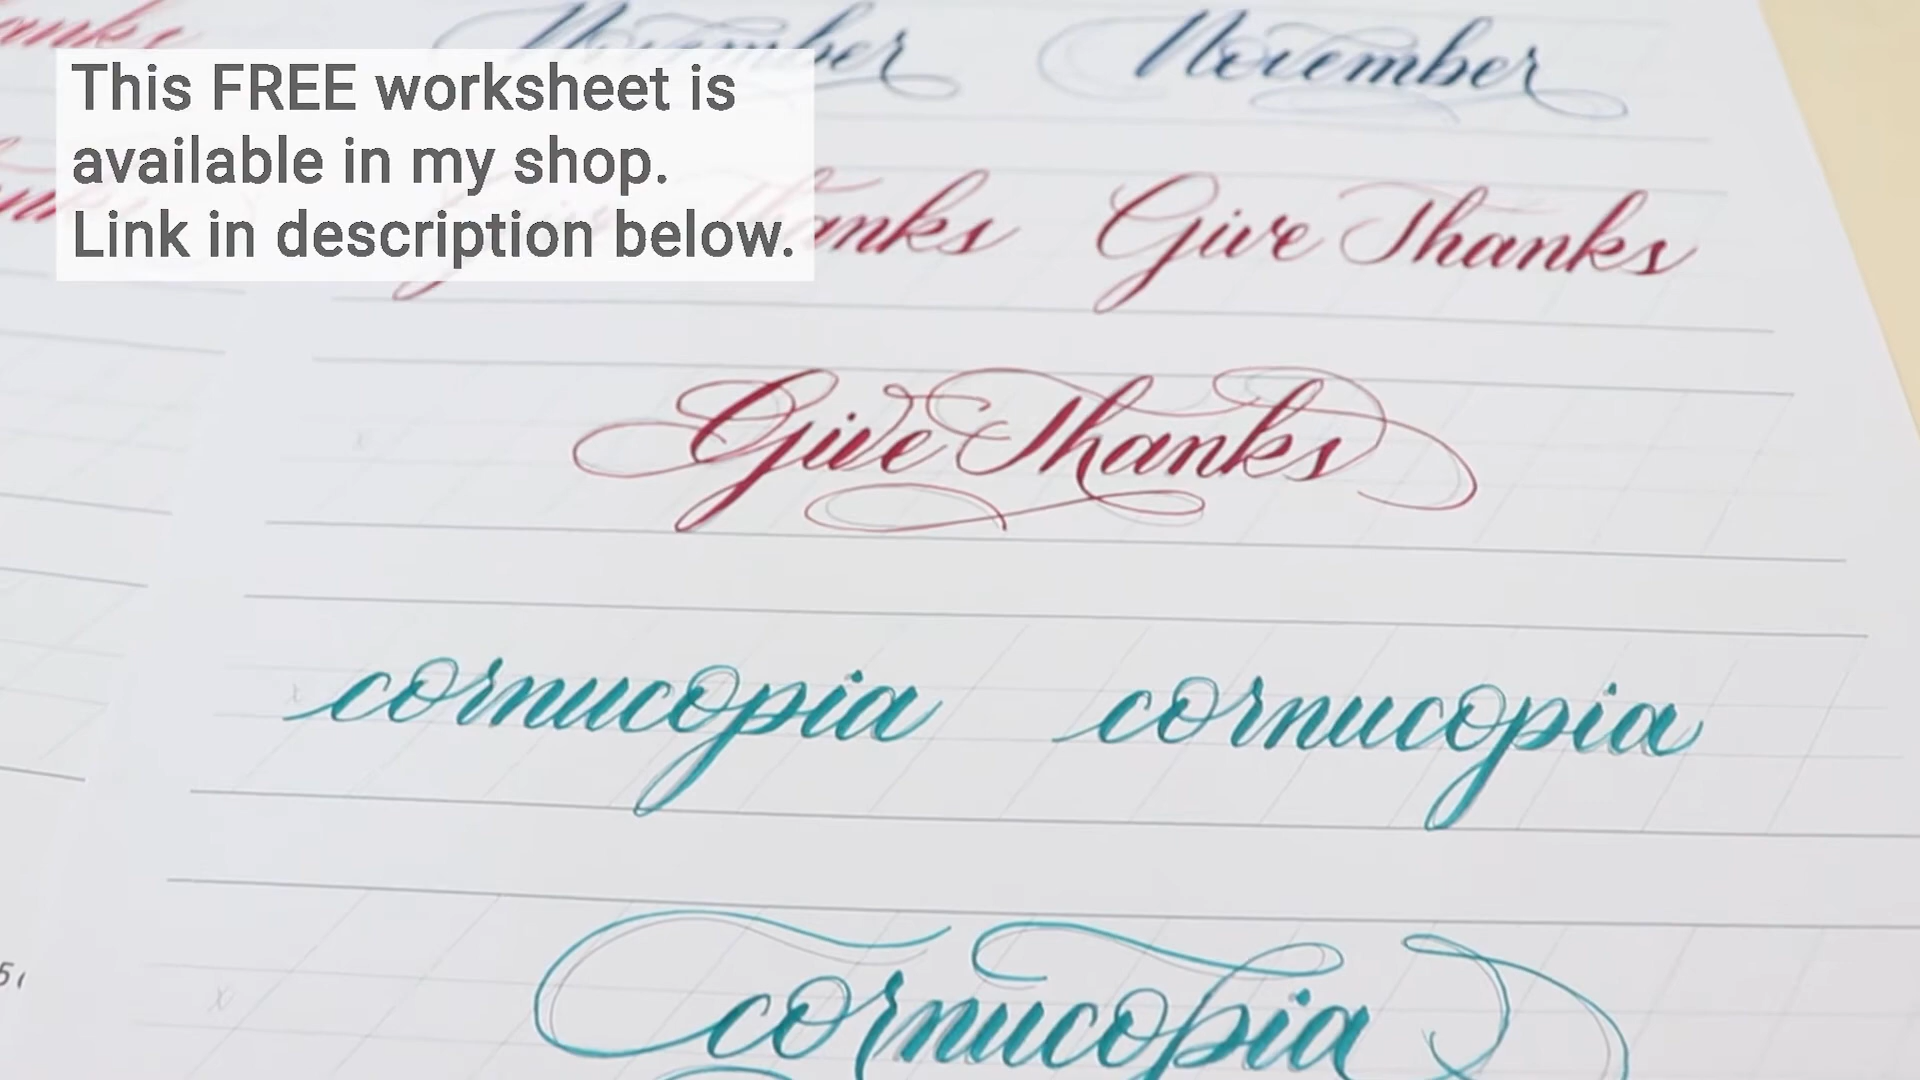 This FREE worksheet is
available in my shop.
Link in description below.
anks
November November
Thanks Give Thanks
Give Thanks
cornucopia cornucopia
cornucopia